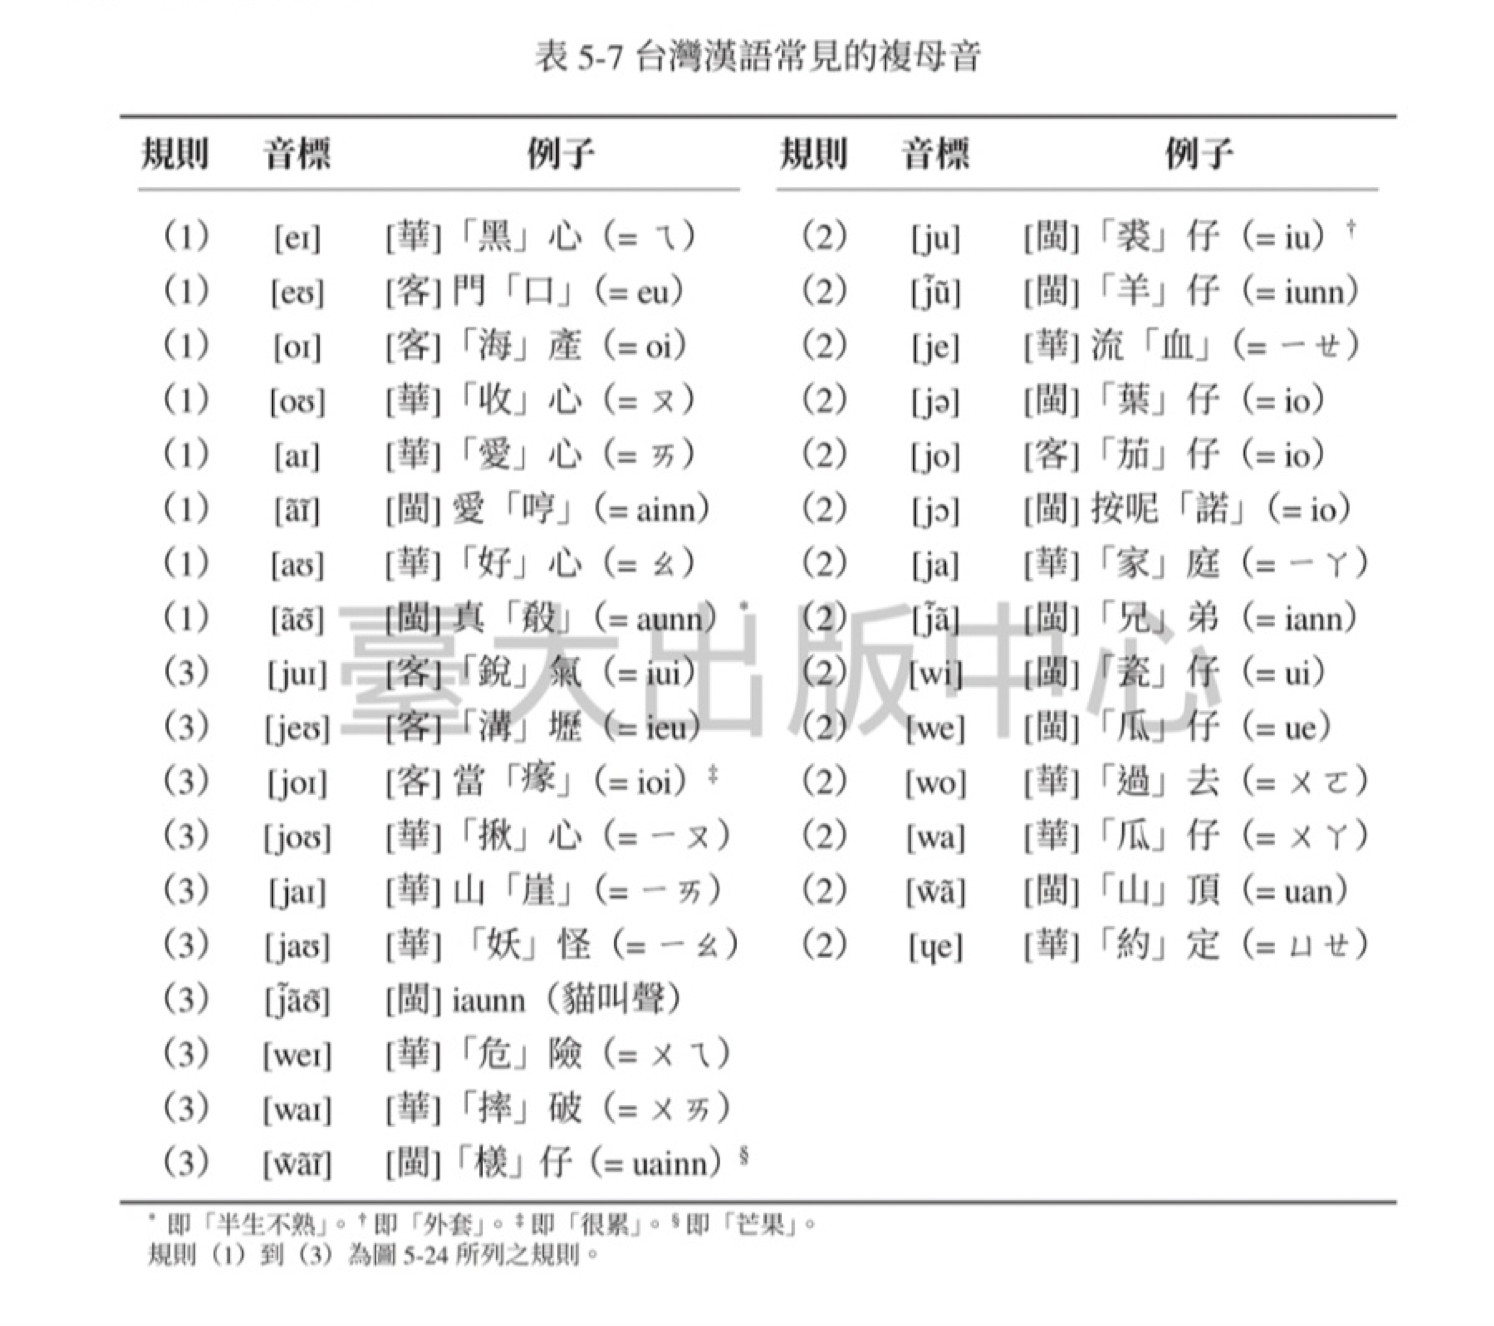 表 5-7 台灣漢語常見的複母音
規則 音標 例子 規則 音標 例子
(1) [eɪ] [華]「黑」心（= ㄟ） (2) [ju] [閩]「裘」仔（= iu）†
(1) [eʊ] [客] 門「口」（= eu） (2) [j̃ũ] [閩]「羊」仔（= iunn）
(1) [oɪ] [客]「海」產（= oi） (2) [je] [華] 流「血」（= ㄧㄝ）
(1) [oʊ] [華]「收」心（= ㄡ） (2) [jə] [閩]「葉」仔（= io）
(1) [aɪ] [華]「愛」心（= ㄞ） (2) [jo] [客]「茄」仔（= io）
(1) [ãɪ̃] [閩] 愛「哼」（= ainn） (2) [jɔ] [閩] 按呢「諾」（= io）
(1) [aʊ] [華]「好」心（= ㄠ） (2) [ja] [華]「家」庭（= ㄧㄚ）
(1) [ãʊ̃] [閩] 真「殽」（= aunn）* (2) [j̃ã] [閩]「兄」弟（= iann）
(3) [juɪ] [客]「銳」氣（= iui） (2) [wi] [閩]「瓷」仔（= ui）
(3) [jeʊ] [客]「溝」壢（= ieu） (2) [we] [閩]「瓜」仔（= ue）
(3) [joɪ] [客] 當「瘃」（= ioi）‡ (2) [wo] [華]「過」去（= ㄨㄛ）
(3) [joʊ] [華]「揪」心（= ㄧㄡ） (2) [wa] [華]「瓜」仔（= ㄨㄚ）
(3) [jaɪ] [華] 山「崖」（= ㄧㄞ） (2) [w̃ã] [閩]「山」頂（= uan）
(3) [jaʊ] [華] 「妖」怪（= ㄧㄠ） (2) [ɥe] [華]「約」定（= ㄩㄝ）
(3) [j̃ãʊ̃] [閩] iaunn（貓叫聲）
(3) [weɪ] [華]「危」險（= ㄨㄟ）
(3) [waɪ] [華]「摔」破（= ㄨㄞ）
(3) [w̃ãɪ̃] [閩]「檨」仔（= uainn）§
* 即「半生不熟」。† 即「外套」。‡ 即「很累」。§ 即「芒果」。
規則（1）到（3）為圖 5-24 所列之規則。
臺大出版中心